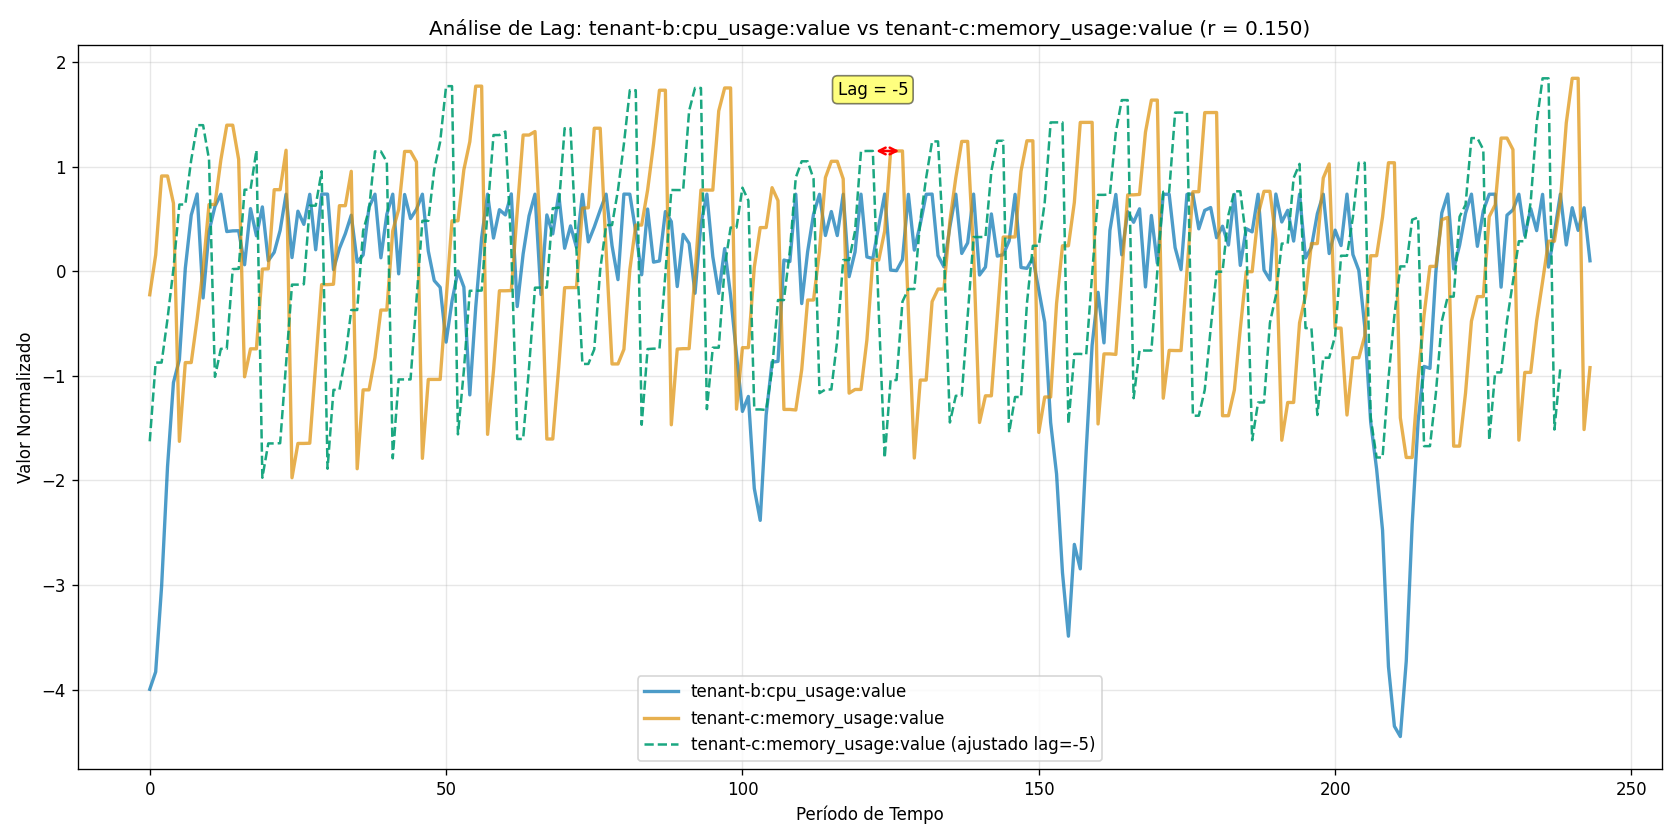 Análise de Lag: tenant-b:cpu_usage:value vs tenant-c:memory_usage:value (r = 0.150)
Lag = -5
Valor Normalizado
2
1
0
−1
−2
−3
−4
tenant-b:cpu_usage:value
tenant-c:memory_usage:value
tenant-c:memory_usage:value (ajustado lag=-5)
0 50 100 150 200 250
Período de Tempo